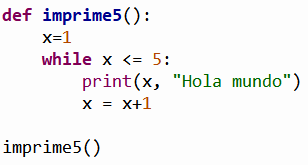 def imprime5():
    x=1
    while x <= 5:
        print(x, "Hola mundo")
        x = x+1

imprime5()